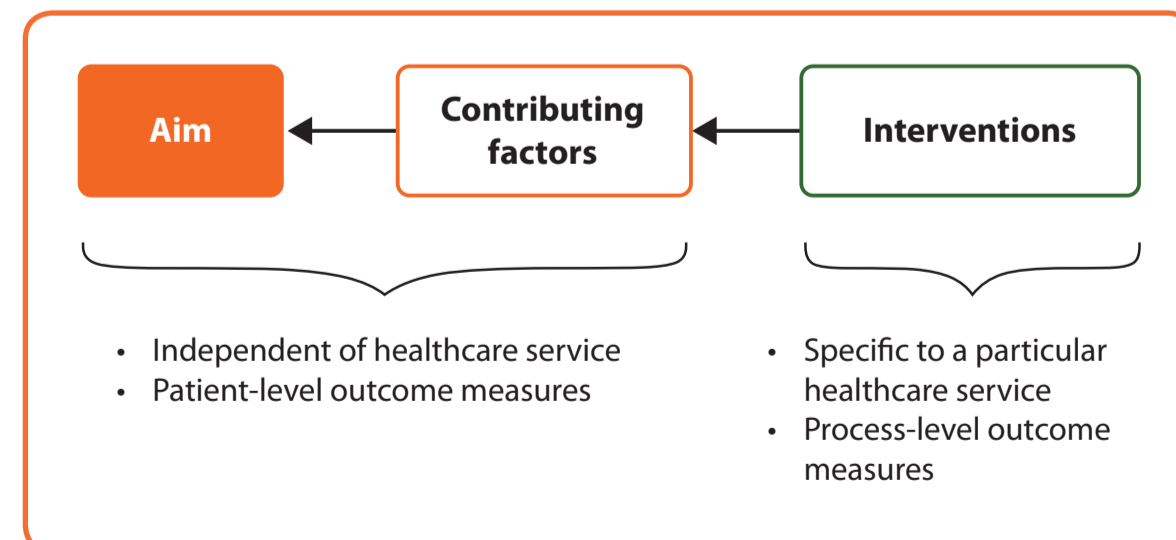 Aim
Contributing
factors
Interventions
• Independent of healthcare service
• Patient-level outcome measures
• Specific to a particular
healthcare service
• Process-level outcome
measures